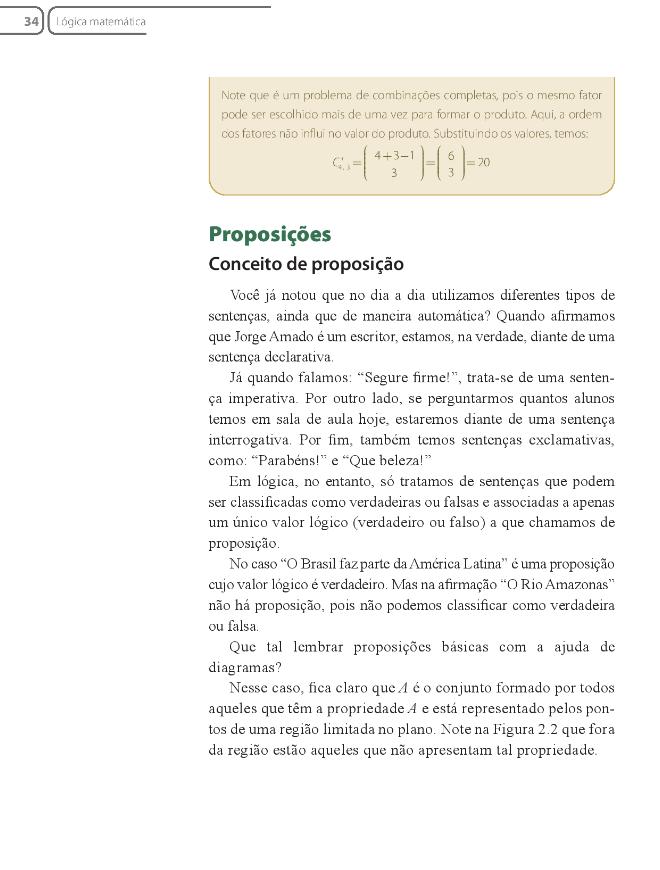 34 Lógica matemática
Note que é um problema de combinações completas, pois o mesmo fator
pode ser escolhido mais de uma vez para formar o produto. Aqui, a ordem
dos fatores não influi no valor do produto. Substituindo os valores, temos:
C'4, 3 = ( 4 + 3 – 1 ) = ( 6 ) = 20
3 3
Proposições
Conceito de proposição
Você já notou que no dia a dia utilizamos diferentes tipos de
sentenças, ainda que de maneira automática? Quando afirmamos
que Jorge Amado é um escritor, estamos, na verdade, diante de uma
sentença declarativa.
Já quando falamos: “Segure firme!”, trata-se de uma senten-
ça imperativa. Por outro lado, se perguntarmos quantos alunos
temos em sala de aula hoje, estaremos diante de uma sentença
interrogativa. Por fim, também temos sentenças exclamativas,
como: “Parabéns!” e “Que beleza!”
Em lógica, no entanto, só tratamos de sentenças que podem
ser classificadas como verdadeiras ou falsas e associadas a apenas
um único valor lógico (verdadeiro ou falso) a que chamamos de
proposição.
No caso “O Brasil faz parte da América Latina” é uma proposição
cujo valor lógico é verdadeiro. Mas na afirmação “O Rio Amazonas”
não há proposição, pois não podemos classificar como verdadeira
ou falsa.
Que tal lembrar proposições básicas com a ajuda de
diagramas?
Nesse caso, fica claro que A é o conjunto formado por todos
aqueles que têm a propriedade A e está representado pelos pon-
tos de uma região limitada no plano. Note na Figura 2.2 que fora
da região estão aqueles que não apresentam tal propriedade.